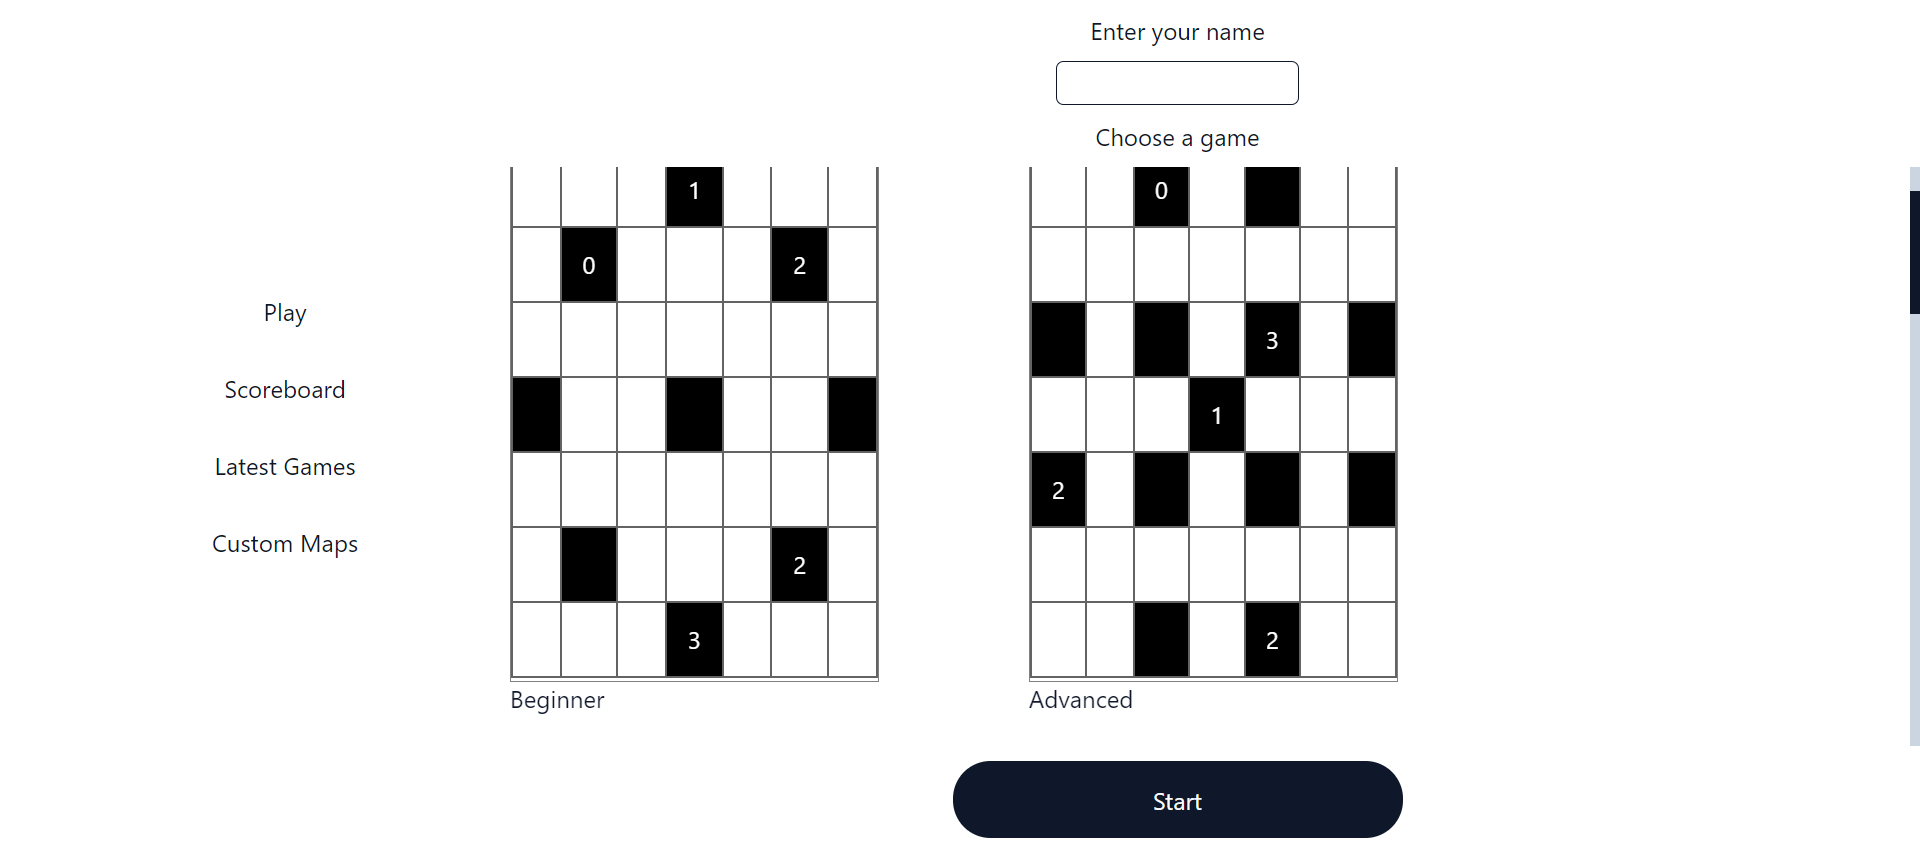 Enter your name
Choose a game
Play
Scoreboard
Latest Games
Custom Maps
1
0 2
2
3
Beginner
0
3
1
2
2
Advanced
Start